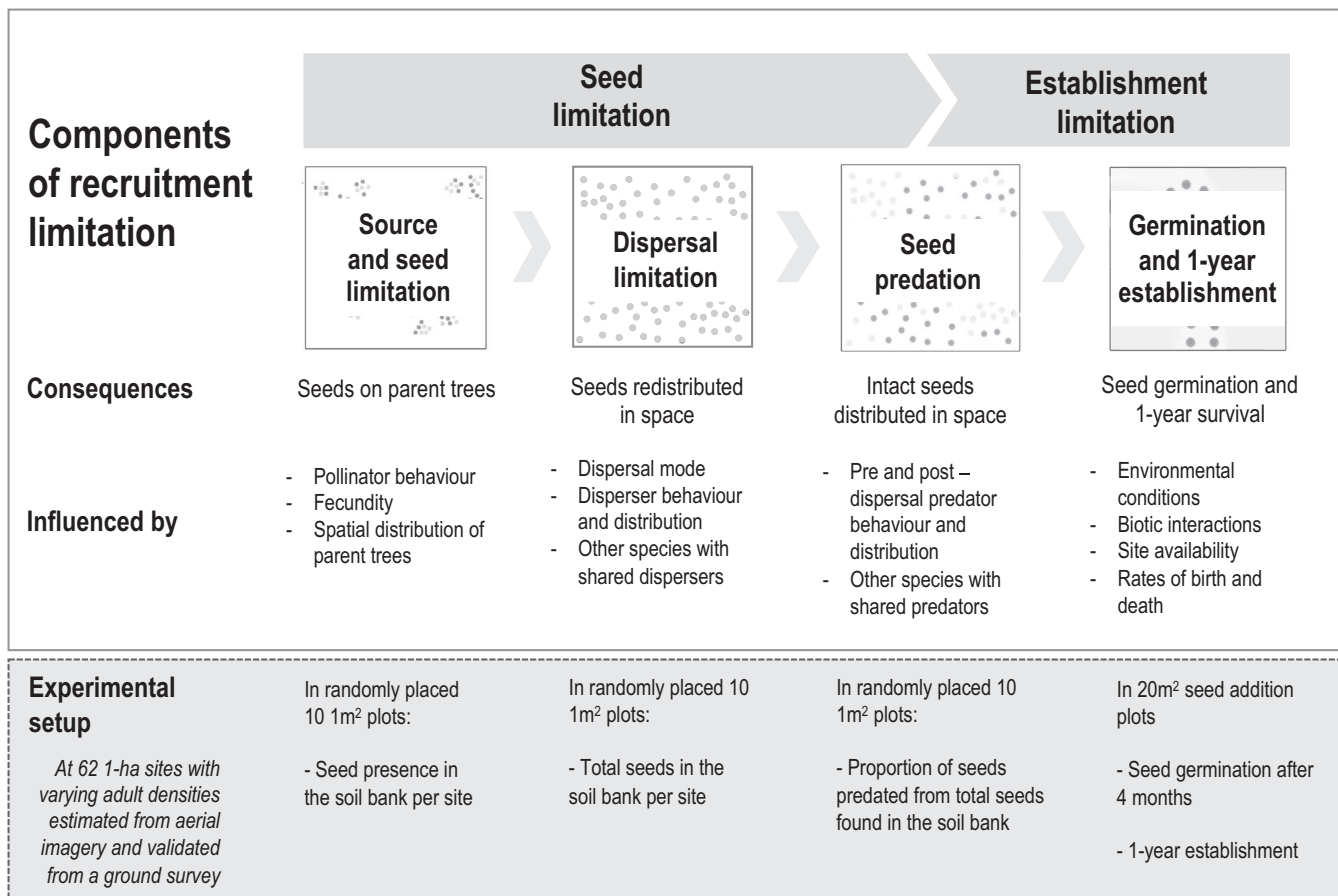 Components
of recruitment
limitation
Seed
limitation
Establishment
limitation
Source
and seed
limitation
Dispersal
limitation
Seed
predation
Germination
and 1-year
establishment
Consequences
Seeds on parent trees
Seeds redistributed
in space
Intact seeds
distributed in space
Seed germination and
1-year survival
Influenced by
- Pollinator behaviour
- Fecundity
- Spatial distribution of
parent trees
- Dispersal mode
- Disperser behaviour
and distribution
- Other species with
shared dispersers
- Pre and post –
dispersal predator
behaviour and
distribution
- Other species with
shared predators
- Environmental
conditions
- Biotic interactions
- Site availability
- Rates of birth and
death
Experimental
setup
At 62 1-ha sites with
varying adult densities
estimated from aerial
imagery and validated
from a ground survey
In randomly placed
10 1m² plots:
- Seed presence in
the soil bank per site
In randomly placed 10
1m² plots:
- Total seeds in the
soil bank per site
In randomly placed 10
1m² plots:
- Proportion of seeds
predated from total seeds
found in the soil bank
In 20m² seed addition
plots
- Seed germination after
4 months
- 1-year establishment